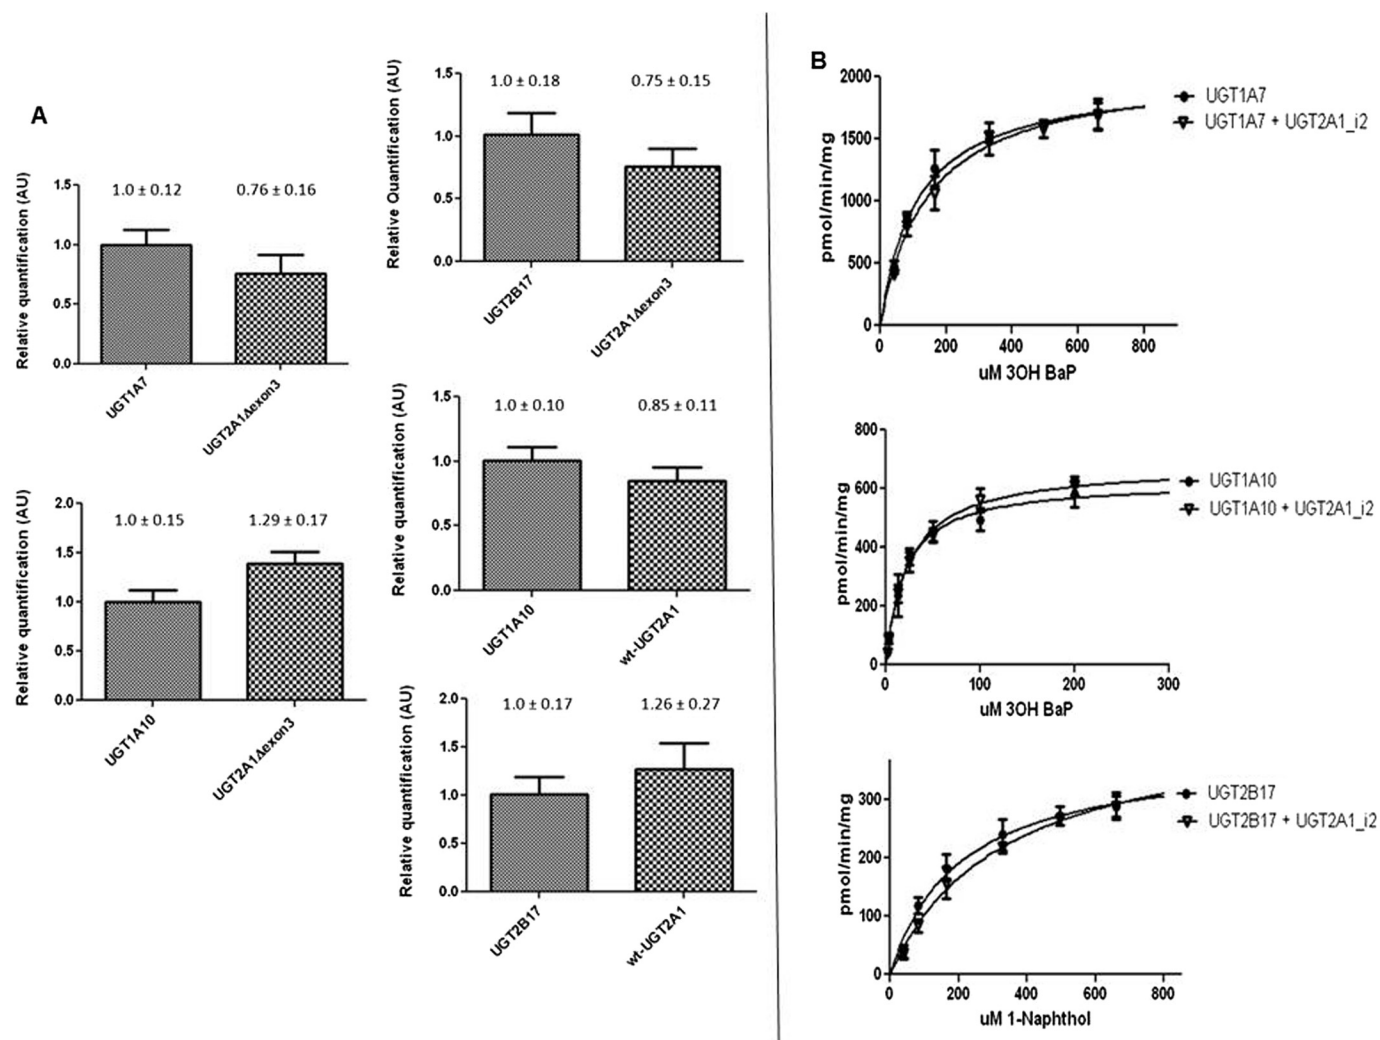 A
Relative quantification (AU)
1.5
1.0
0.5
0.0
1.0 ± 0.12
0.76 ± 0.16
UGT1A7
UGT2A1Δexon3
Relative quantification (AU)
2.0
1.5
1.0
0.5
0.0
1.0 ± 0.15
1.29 ± 0.17
UGT1A10
UGT2A1Δexon3
Relative Quantification (AU)
1.5
1.0
0.5
0.0
1.0 ± 0.18
0.75 ± 0.15
UGT2B17
UGT2A1Δexon3
Relative quantification (AU)
1.5
1.0
0.5
0.0
1.0 ± 0.10
0.85 ± 0.11
UGT1A10
wt-UGT2A1
Relative quantification (AU)
2.0
1.5
1.0
0.5
0.0
1.0 ± 0.17
1.26 ± 0.27
UGT2B17
wt-UGT2A1
B
pmol/min/mg
2000
1500
1000
500
0
0 200 400 600 800
uM 3OH BaP
UGT1A7
UGT1A7 + UGT2A1_i2
pmol/min/mg
800
600
400
200
0
0 100 200 300
uM 3OH BaP
UGT1A10
UGT1A10 + UGT2A1_i2
pmol/min/mg
300
200
100
0
0 200 400 600 800
uM 1-Naphthol
UGT2B17
UGT2B17 + UGT2A1_i2